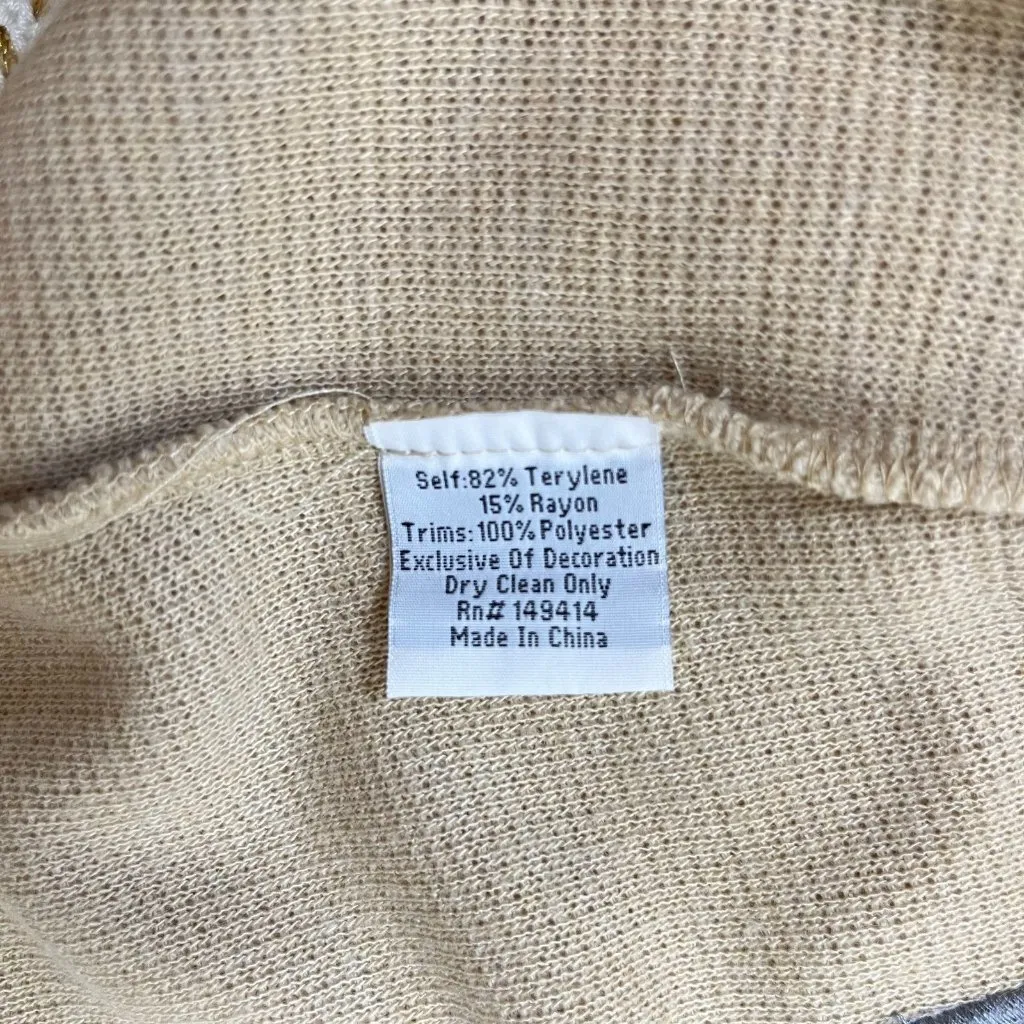 Self:82% Terylene
15% Rayon
Trims:100% Polyester
Exclusive Of Decoration
Dry Clean Only
Rn# 149414
Made In China